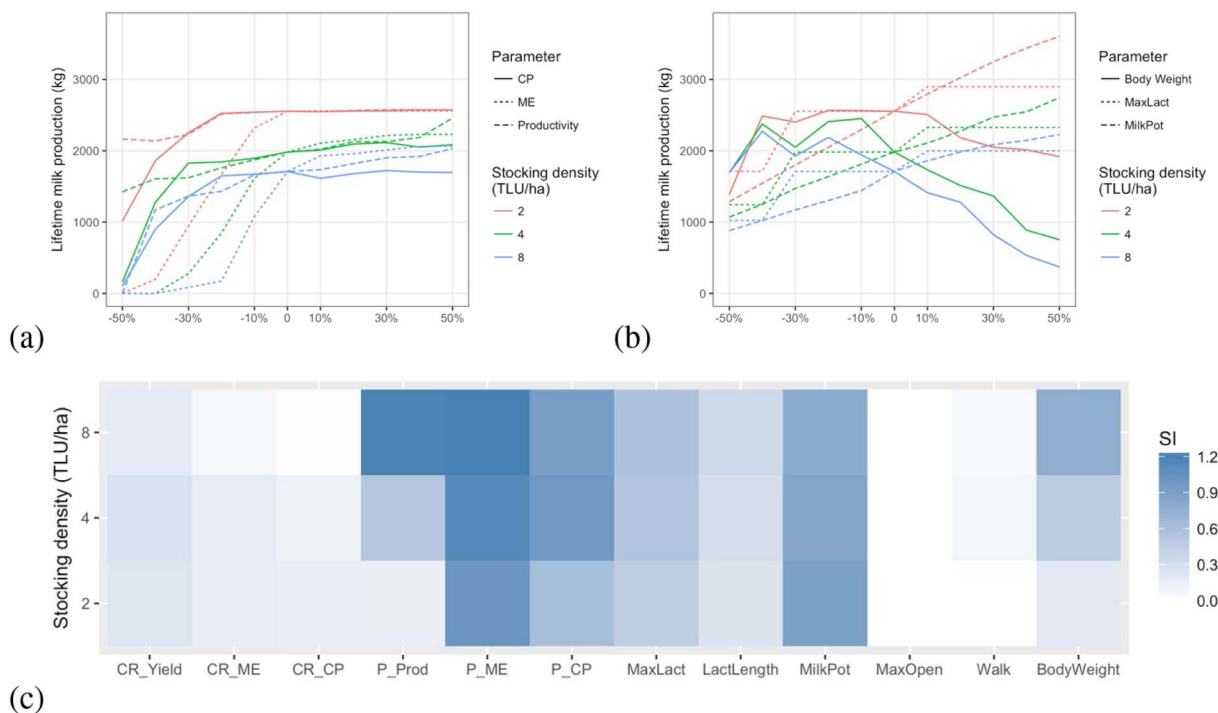 Lifetime milk production (kg)
3000
2000
1000
0
-50%
-30%
-10%
0
10%
30%
50%
Parameter
CP
ME
Productivity
Stocking density
(TLU/ha)
2
4
8
(a)
Lifetime milk production (kg)
3000
2000
1000
0
-50%
-30%
-10%
0
10%
30%
50%
Parameter
Body Weight
MaxLact
MilkPot
Stocking density
(TLU/ha)
2
4
8
(b)
Stocking density (TLU/ha)
8
4
2
CR_Yield
CR_ME
CR_CP
P_Prod
P_ME
P_CP
MaxLact
LactLength
MilkPot
MaxOpen
Walk
BodyWeight
SI
1.2
0.9
0.6
0.3
0.0
(c)